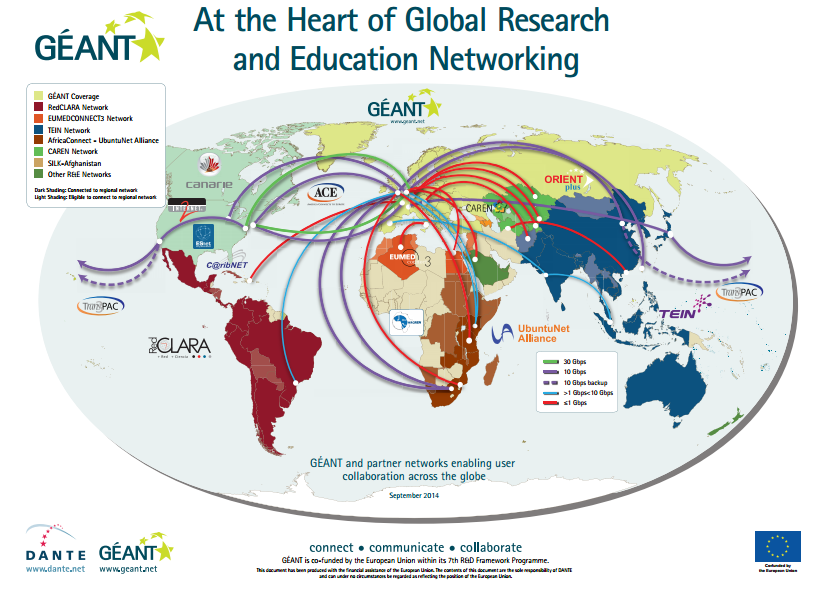 GÉANT
At the Heart of Global Research
and Education Networking
GÉANT Coverage
RedCLARA Network
EUMEDCONNECT3 Network
TEIN Network
AfricaConnect - UbuntuNet Alliance
CAREN Network
SILK-Afghanistan
Other R&E Networks
Dark Shading: Connected to regional network
Light Shading: Eligible to connect to regional network
GÉANT
www.geant.net
canarie
INTERNET
2
ESnet
ACE
C@ribNET
TransPAC
RedCLARA
EUMED
3
CAREN
ORIENT
plus
WACREN
UbuntuNet
Alliance
TEIN
TransPAC
30 Gbps
10 Gbps
10 Gbps backup
>1 Gbps<10 Gbps
≤1 Gbps
GÉANT and partner networks enabling user
collaboration across the globe
September 2014
DANTE
www.dante.net
GÉANT
www.geant.net
connect • communicate • collaborate
GÉANT is co-funded by the European Union within its 7th R&D Framework Programme.
This document has been produced with the financial assistance of the European Union. The contents of this document are the sole responsibility of DANTE
and can under no circumstances be regarded as reflecting the position of the European Union.
Cofunded by
the European Union